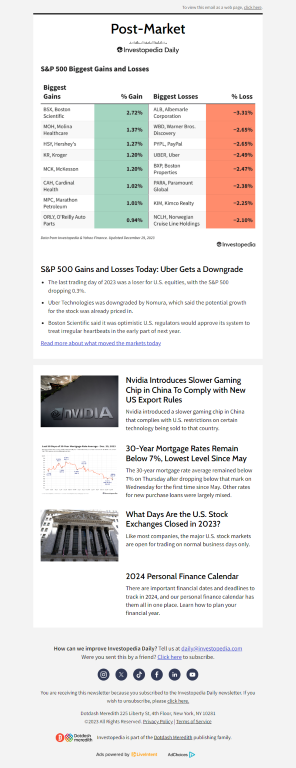 To view this email as a web page, click here.
Post-Market
Investopedia Daily
S&P 500 Biggest Gains and Losses
Biggest Gains % Gain Biggest Losses % Loss
BSX, Boston Scientific 2.72% ALB, Albemarle Corporation -3.31%
MOH, Molina Healthcare 1.37% WBD, Warner Bros. Discovery -2.65%
HSY, Hershey's 1.27% PYPL, PayPal -2.65%
KR, Kroger 1.20% UBER, Uber -2.49%
MCK, McKesson 1.20% BXP, Boston Properties -2.47%
CAH, Cardinal Health 1.02% PARA, Paramount Global -2.38%
MPC, Marathon Petroleum 1.01% KIM, Kimco Realty -2.25%
ORLY, O'Reilly Auto Parts 0.94% NCLH, Norwegian Cruise Line Holdings -2.10%
Data from Investopedia & Yahoo Finance. Updated December 29, 2023
Investopedia
S&P 500 Gains and Losses Today: Uber Gets a Downgrade
• The last trading day of 2023 was a loser for U.S. equities, with the S&P 500
dropping 0.3%.
• Uber Technologies was downgraded by Nomura, which said the potential growth
for the stock was already priced in.
• Boston Scientific said it was optimistic U.S. regulators would approve its system to
treat irregular heartbeats in the early part of next year.
Read more about what moved the markets today
NVIDIA
Nvidia Introduces Slower Gaming
Chip in China To Comply with New
US Export Rules
Nvidia introduced a slower gaming chip in China
that complies with U.S. restrictions on certain
technology being sold to that country.
30-Year Mortgage Rates Remain
Below 7%, Lowest Level Since May
The 30-year mortgage rate average remained below
7% on Thursday after dropping below that mark on
Wednesday for the first time since May. Other rates
for new purchase loans were largely mixed.
What Days Are the U.S. Stock
Exchanges Closed in 2023?
Like most companies, the major U.S. stock markets
are open for trading on normal business days only.
2024 Personal Finance Calendar
There are important financial dates and deadlines to
track in 2024, and our personal finance calendar has
them all in one place. Learn how to plan your
financial year.
How can we improve Investopedia Daily? Tell us at daily@investopedia.com
Were you sent this by a friend? Click here to subscribe.
You are receiving this newsletter because you subscribed to the Investopedia Daily newsletter. If you
wish to unsubscribe, please click here.
Dotdash Meredith 225 Liberty St, 4th Floor, New York, NY 10281
©2023 All Rights Reserved. Privacy Policy | Terms of Service
Dotdash meredith Investopedia is part of the Dotdash Meredith publishing family.
Ads powered by LiveIntent AdChoices